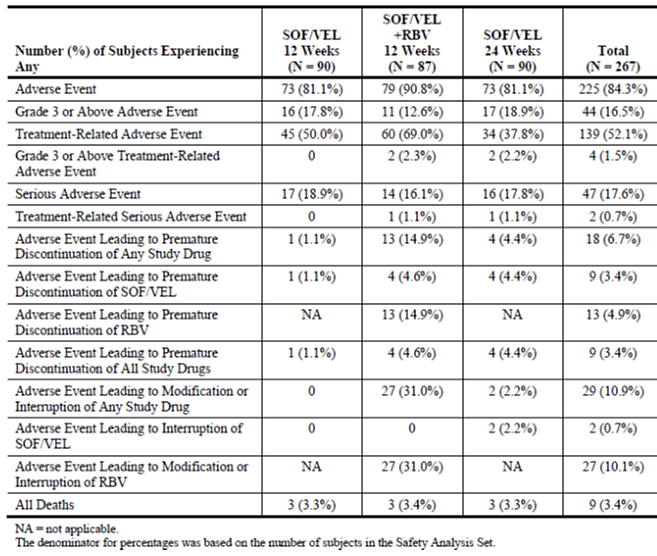 Number (%) of Subjects Experiencing Any | SOF/VEL 12 Weeks (N = 90) | SOF/VEL +RBV 12 Weeks (N = 87) | SOF/VEL 24 Weeks (N = 90) | Total (N = 267)
Adverse Event | 73 (81.1%) | 79 (90.8%) | 73 (81.1%) | 225 (84.3%)
Grade 3 or Above Adverse Event | 16 (17.8%) | 11 (12.6%) | 17 (18.9%) | 44 (16.5%)
Treatment-Related Adverse Event | 45 (50.0%) | 60 (69.0%) | 34 (37.8%) | 139 (52.1%)
Grade 3 or Above Treatment-Related Adverse Event | 0 | 2 (2.3%) | 2 (2.2%) | 4 (1.5%)
Serious Adverse Event | 17 (18.9%) | 14 (16.1%) | 16 (17.8%) | 47 (17.6%)
Treatment-Related Serious Adverse Event | 0 | 1 (1.1%) | 1 (1.1%) | 2 (0.7%)
Adverse Event Leading to Premature Discontinuation of Any Study Drug | 1 (1.1%) | 13 (14.9%) | 4 (4.4%) | 18 (6.7%)
Adverse Event Leading to Premature Discontinuation of SOF/VEL | 1 (1.1%) | 4 (4.6%) | 4 (4.4%) | 9 (3.4%)
Adverse Event Leading to Premature Discontinuation of RBV | NA | 13 (14.9%) | NA | 13 (4.9%)
Adverse Event Leading to Premature Discontinuation of All Study Drugs | 1 (1.1%) | 4 (4.6%) | 4 (4.4%) | 9 (3.4%)
Adverse Event Leading to Modification or Interruption of Any Study Drug | 0 | 27 (31.0%) | 2 (2.2%) | 29 (10.9%)
Adverse Event Leading to Interruption of SOF/VEL | 0 | 0 | 2 (2.2%) | 2 (0.7%)
Adverse Event Leading to Modification or Interruption of RBV | NA | 27 (31.0%) | NA | 27 (10.1%)
All Deaths | 3 (3.3%) | 3 (3.4%) | 3 (3.3%) | 9 (3.4%)
NA = not applicable.
The denominator for percentages was based on the number of subjects in the Safety Analysis Set.